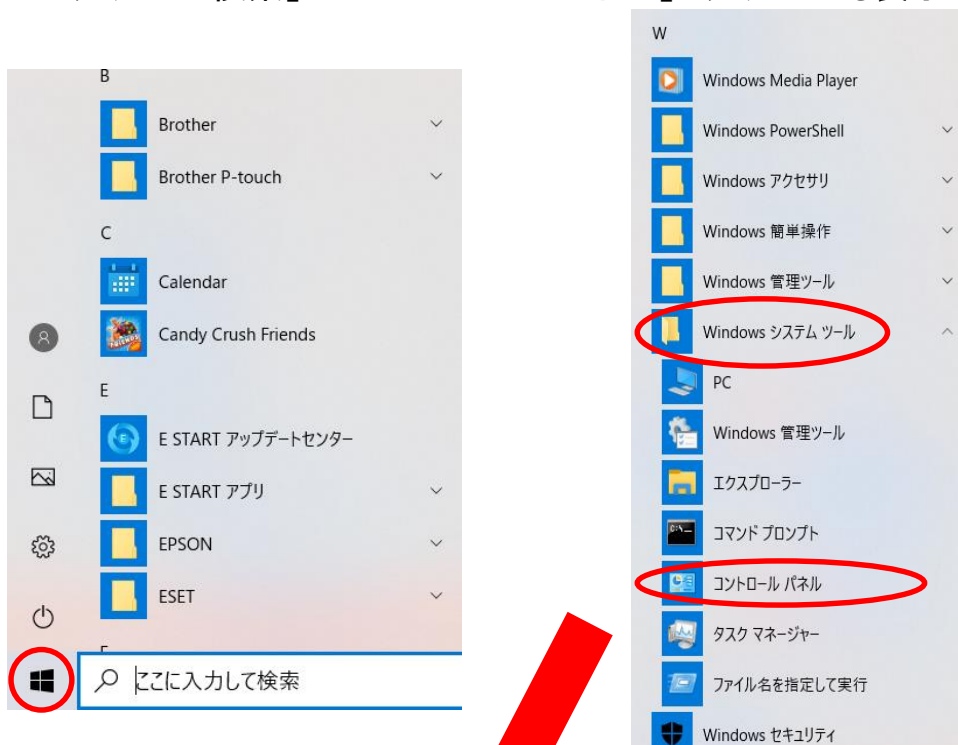 B
Brother
Brother P-touch
C
Calendar
Candy Crush Friends
E
E START アップデートセンター
E START アプリ
EPSON
ESET
ここに入力して検索
W
Windows Media Player
Windows PowerShell
Windows アクセサリ
Windows 簡単操作
Windows 管理ツール
Windows システム ツール
PC
Windows 管理ツール
エクスプローラー
コマンド プロンプト
コントロール パネル
タスク マネージャー
ファイル名を指定して実行
Windows セキュリティ